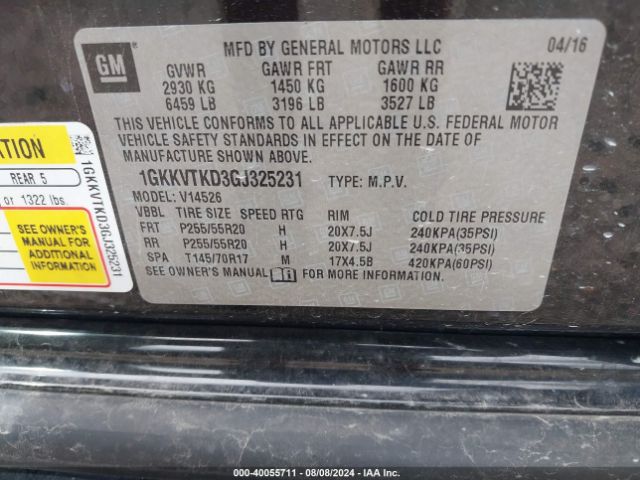 GM
MFD BY GENERAL MOTORS LLC 04/16
GVWR GAWR FRT GAWR RR
2930 KG 1450 KG 1600 KG
6459 LB 3196 LB 3527 LB
THIS VEHICLE CONFORMS TO ALL APPLICABLE U.S. FEDERAL MOTOR
VEHICLE SAFETY STANDARDS IN EFFECT ON THE DATE OF
MANUFACTURE SHOWN ABOVE.
1GKKVTKD3GJ325231 TYPE: M.P.V.
MODEL: V14526
VBBL TIRE SIZE SPEED RTG RIM COLD TIRE PRESSURE
FRT P255/55R20 H 20X7.5J 240KPA(35PSI)
RR P255/55R20 H 20X7.5J 240KPA(35PSI)
SPA T145/70R17 M 17X4.5B 420KPA(60PSI)
SEE OWNER'S MANUAL FOR MORE INFORMATION
ATION
REAR 5
or 1322 lbs.
SEE OWNER'S
MANUAL FOR
ADDITIONAL
INFORMATION
1GKKVTKD3GJ325231
000-40055711 - 08/08/2024 - IAA Inc.